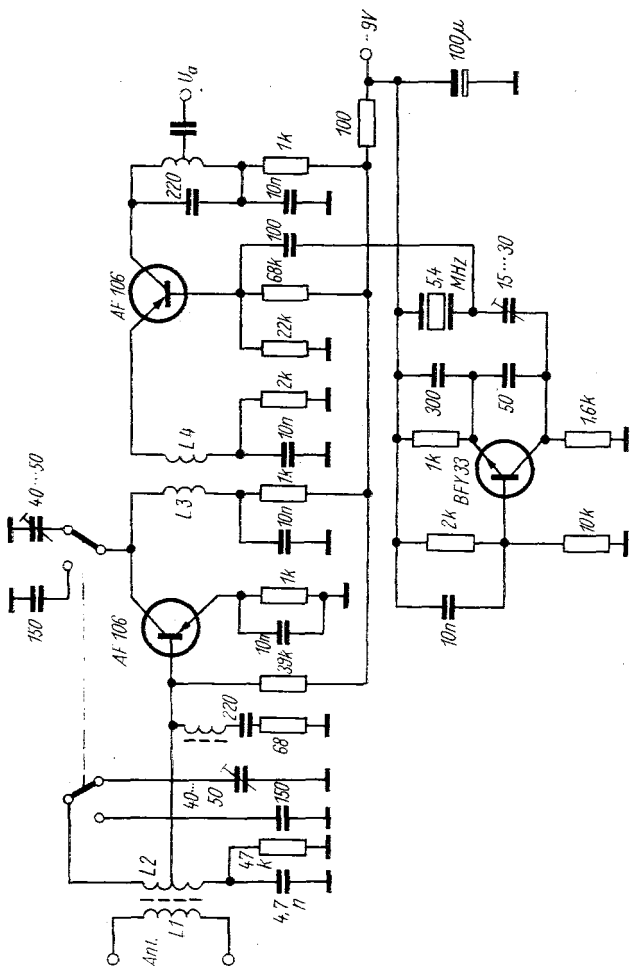 Ant.
L1
L2
4,7
n
47
k
150
40...
50
220
68
39k
10n
1k
AF 106
150
40...50
L3
10n
1k
L4
10n
2k
22k
68k
100
AF 106
220
10n
1k
Ua
100
-9V
100µ
10n
2k
10k
1k
BFY33
300
50
1,6k
5,4
MHz
15...30